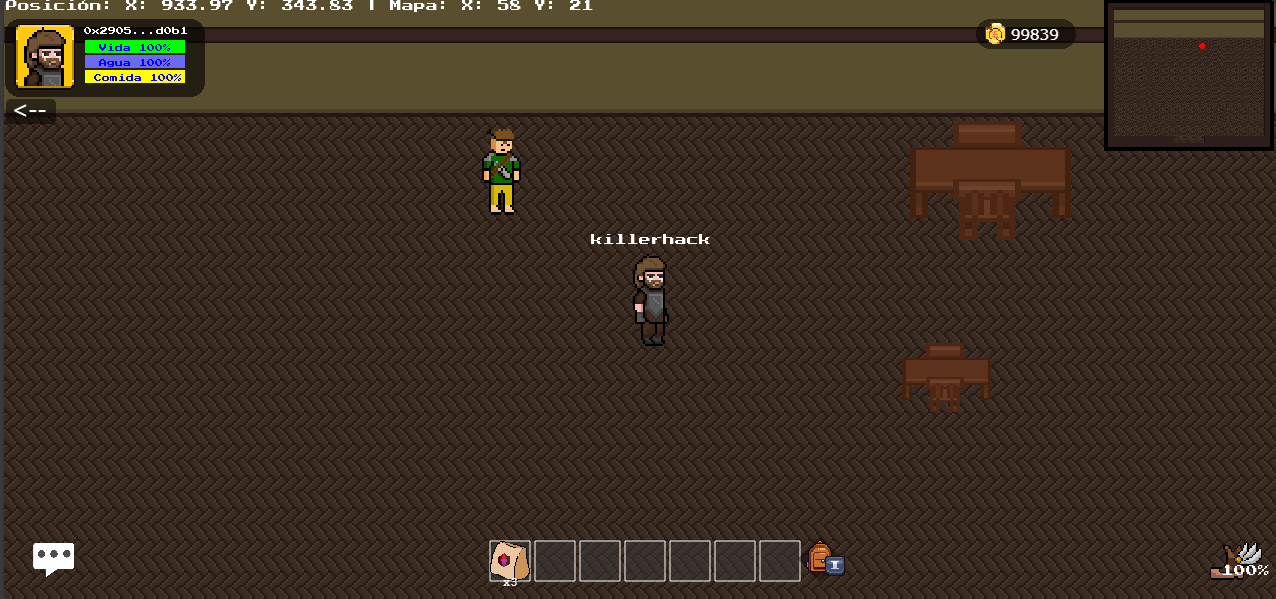 Posición: X: 933.97 Y: 343.83 | Mapa: X: 58 Y: 21
0x2905...d0b1
Vida 100%
Agua 100%
Comida 100%
99839
<--
killerhack
x3
I
100%